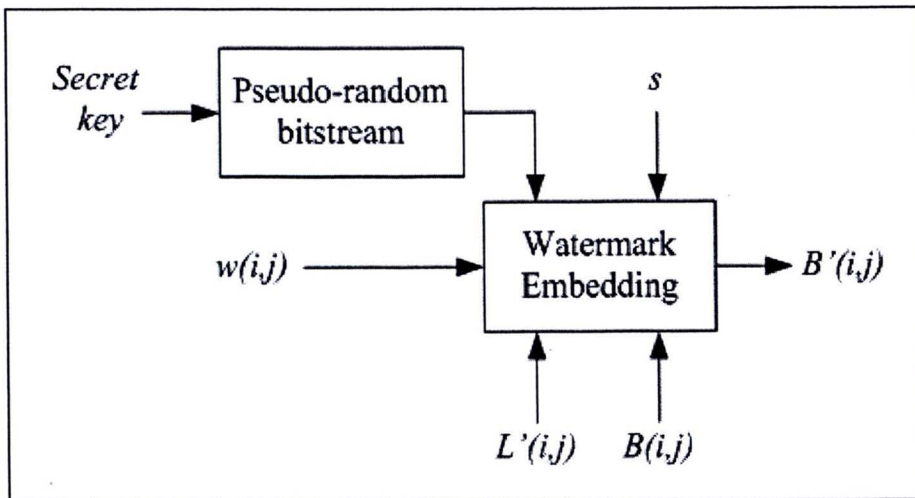 Secret
key
Pseudo-random
bitstream
s
w(i,j)
Watermark
Embedding
B’(i,j)
L’(i,j)
B(i,j)